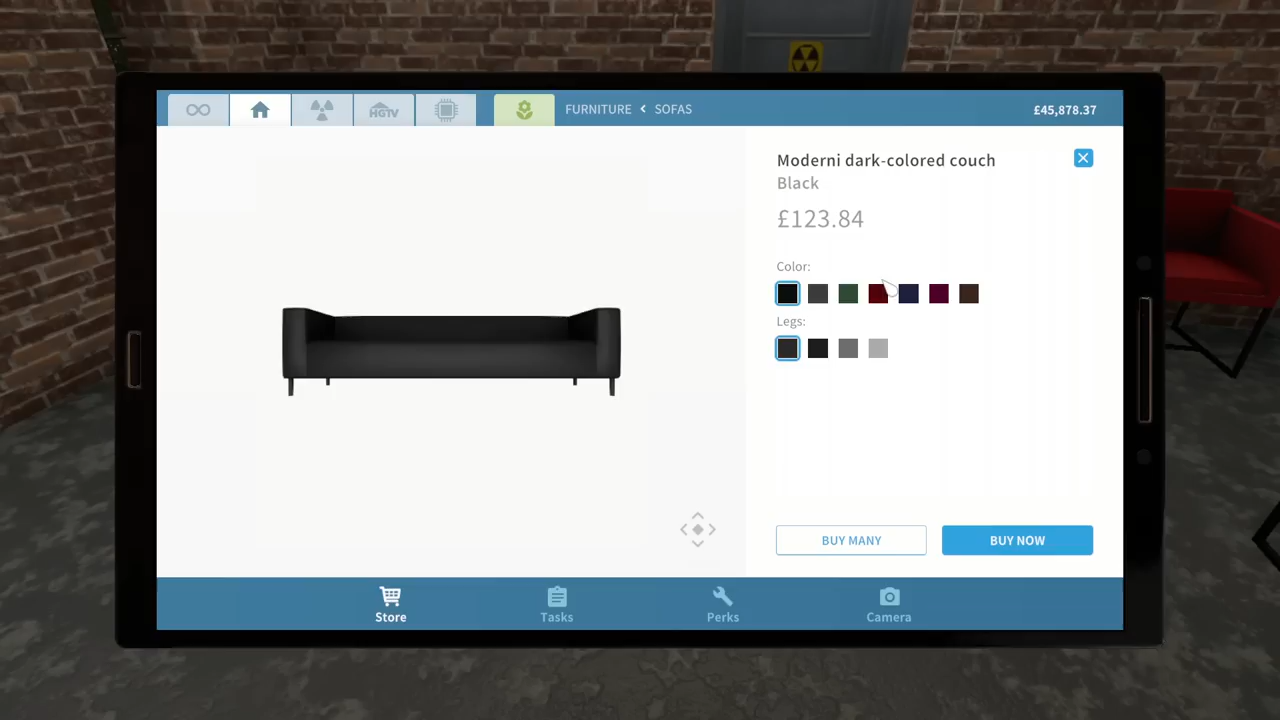 HGTV
FURNITURE < SOFAS
£45,878.37
Moderni dark-colored couch
Black
£123.84
Color:
Legs:
BUY MANY
BUY NOW
Store
Tasks
Perks
Camera